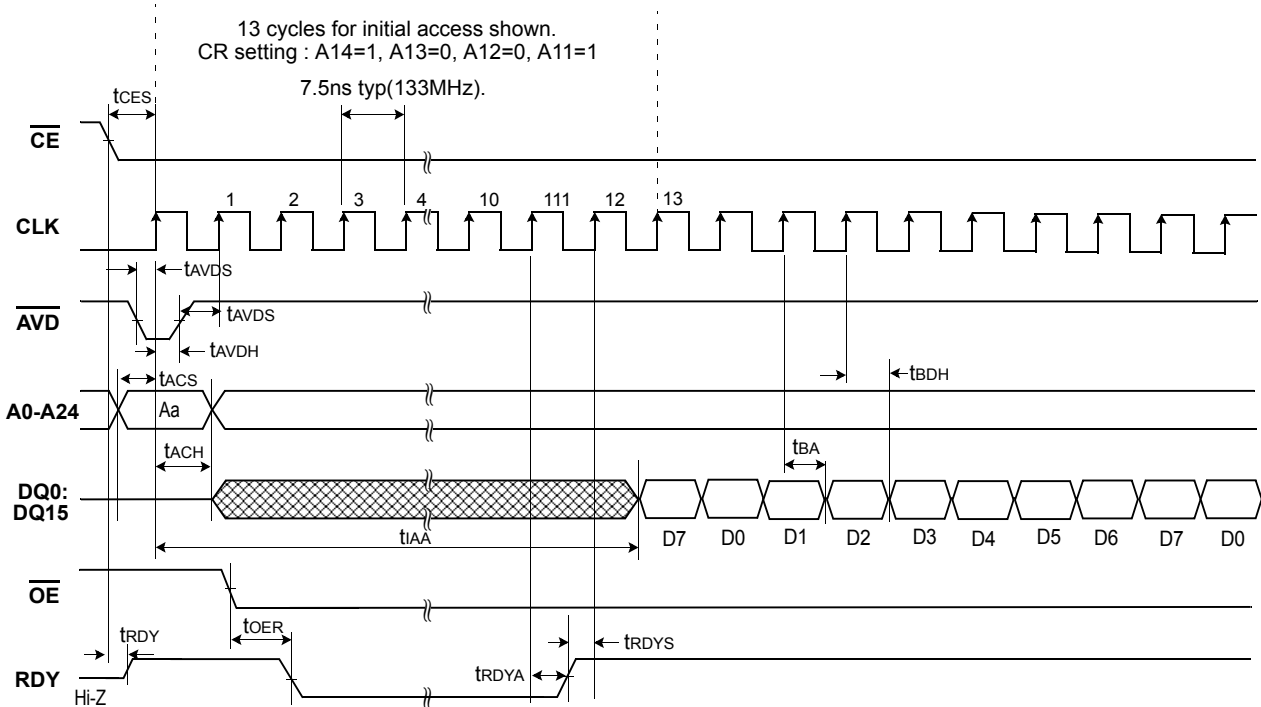 13 cycles for initial access shown.
CR setting : A14=1, A13=0, A12=0, A11=1
7.5ns typ(133MHz).
tCES
CE
1 2 3 4 10 111 12 13
CLK
tAVDS
AVD
tAVDS
tAVDH
tBDH
tACS
A0-A24
Aa
tBA
tACH
DQ0:
DQ15
tIAA
D7 D0 D1 D2 D3 D4 D5 D6 D7 D0
OE
tOER
tRDY
tRDYS
tRDYA
RDY
Hi-Z